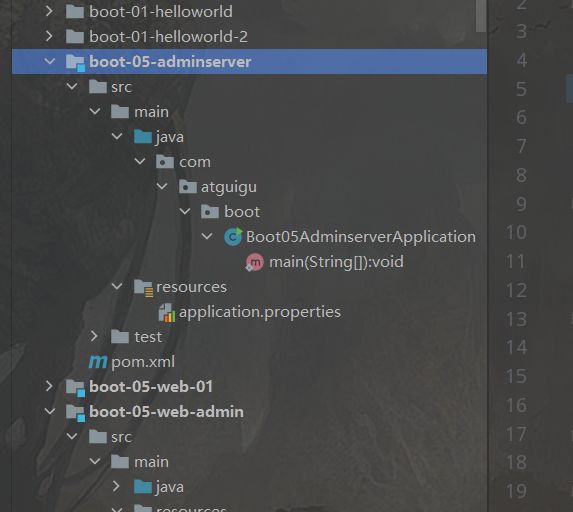 boot-01-helloworld
boot-01-helloworld-2
boot-05-adminserver
src
main
java
com
atguigu
boot
Boot05AdminserverApplication
m main(String[]):void
resources
application.properties
test
m pom.xml
boot-05-web-01
boot-05-web-admin
src
main
java
resources
2
3
4
5
6
7
8
9
10
11
12
13
14
15
16
17
18
19